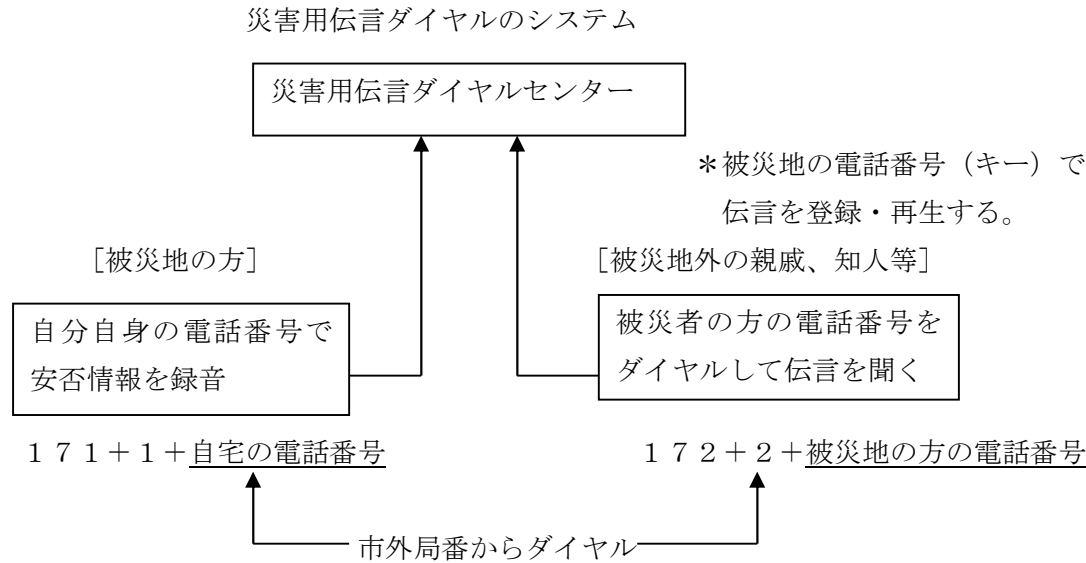 災害用伝言ダイヤルのシステム
災害用伝言ダイヤルセンター
＊被災地の電話番号（キー）で
伝言を登録・再生する。
［被災地の方］
［被災地外の親戚、知人等］
自分自身の電話番号で
安否情報を録音
被災者の方の電話番号を
ダイヤルして伝言を聞く
１７１＋１＋自宅の電話番号
１７２＋２＋被災地の方の電話番号
市外局番からダイヤル